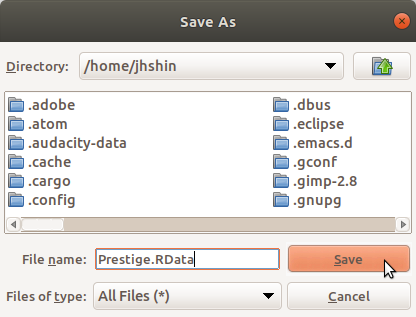 Save As
Directory: /home/jhshin
.adobe .dbus
.atom .eclipse
.audacity-data .emacs.d
.cache .gconf
.cargo .gimp-2.8
.config .gnupg
File name: Prestige.RData Save
Files of type: All Files (*) Cancel